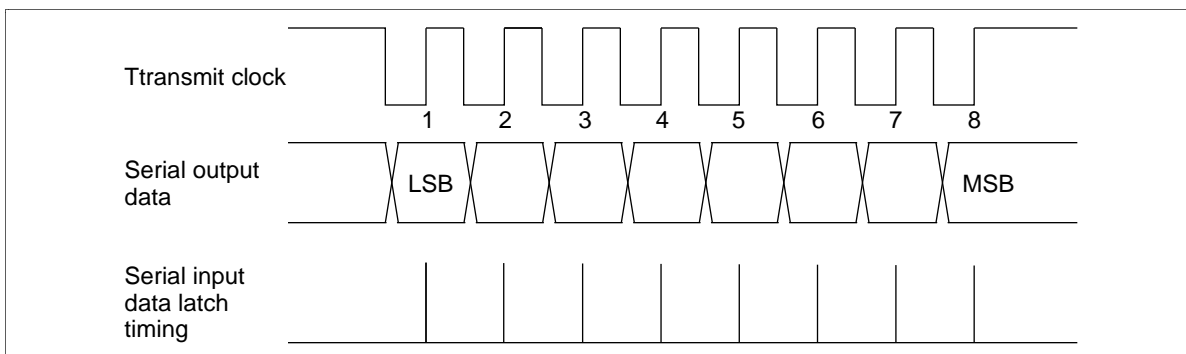 Ttransmit clock
1 2 3 4 5 6 7 8
Serial output
data
LSB
MSB
Serial input
data latch
timing